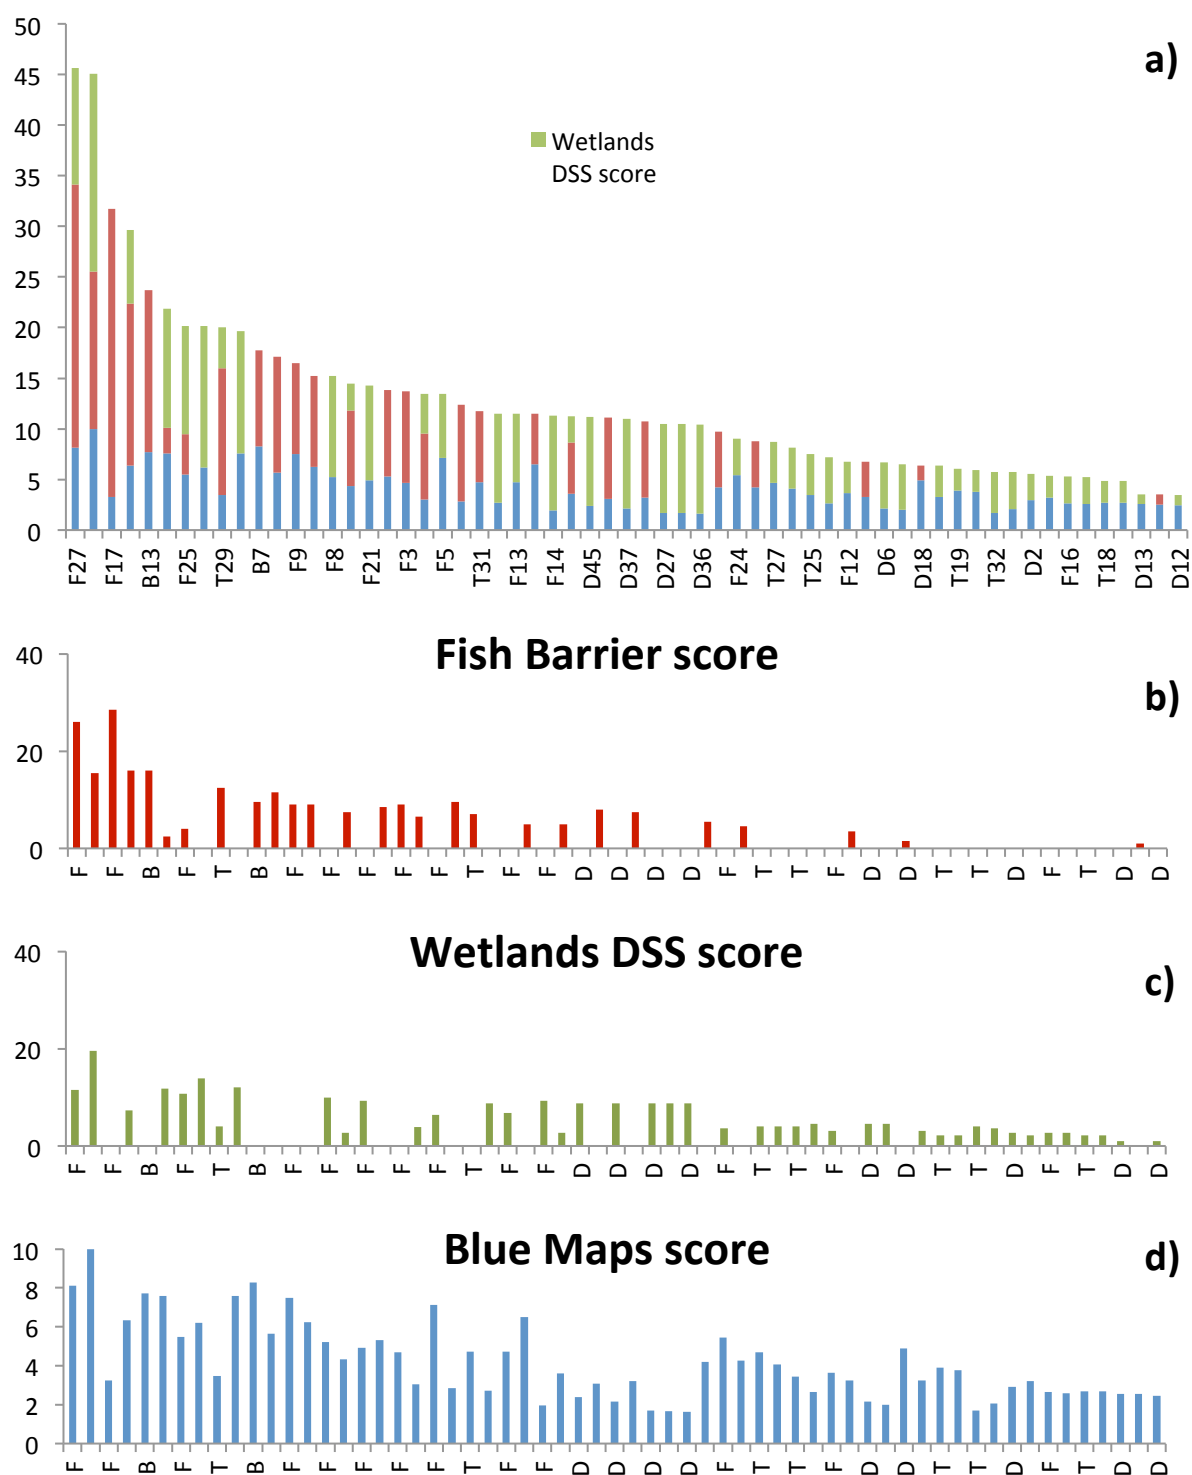 50
45
40
35
30
25
20
15
10
5
0
a)
Wetlands
DSS score
F27 F17 B13 F25 T29 B7 F9 F8 F21 F3 F5 T31 F13 F14 D45 D37 D27 D36 F24 T27 T25 F12 D6 D18 T19 T32 D2 F16 T18 D13 D12
Fish Barrier score
b)
40
20
0
F F B F T B F F F F F T F F D D D D F T T F D D T T D F T D D
Wetlands DSS score
c)
40
20
0
F F B F T B F F F F F T F F D D D D F T T F D D T T D F T D D
Blue Maps score
d)
10
8
6
4
2
0
F F B F T B F F F F F T F F D D D D F T T F D D T T D F T D D